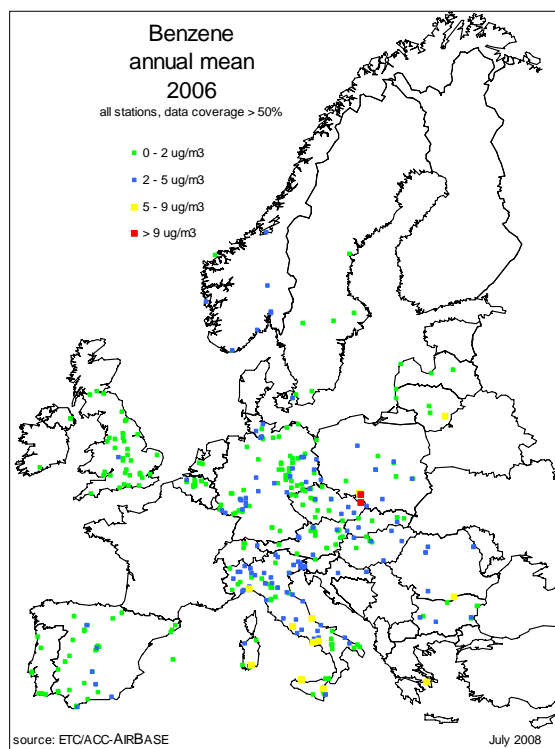 Benzene
annual mean
2006
all stations, data coverage > 50%
0 - 2 ug/m3
2 - 5 ug/m3
5 - 9 ug/m3
> 9 ug/m3
source: ETC/ACC-AIRBASE
July 2008